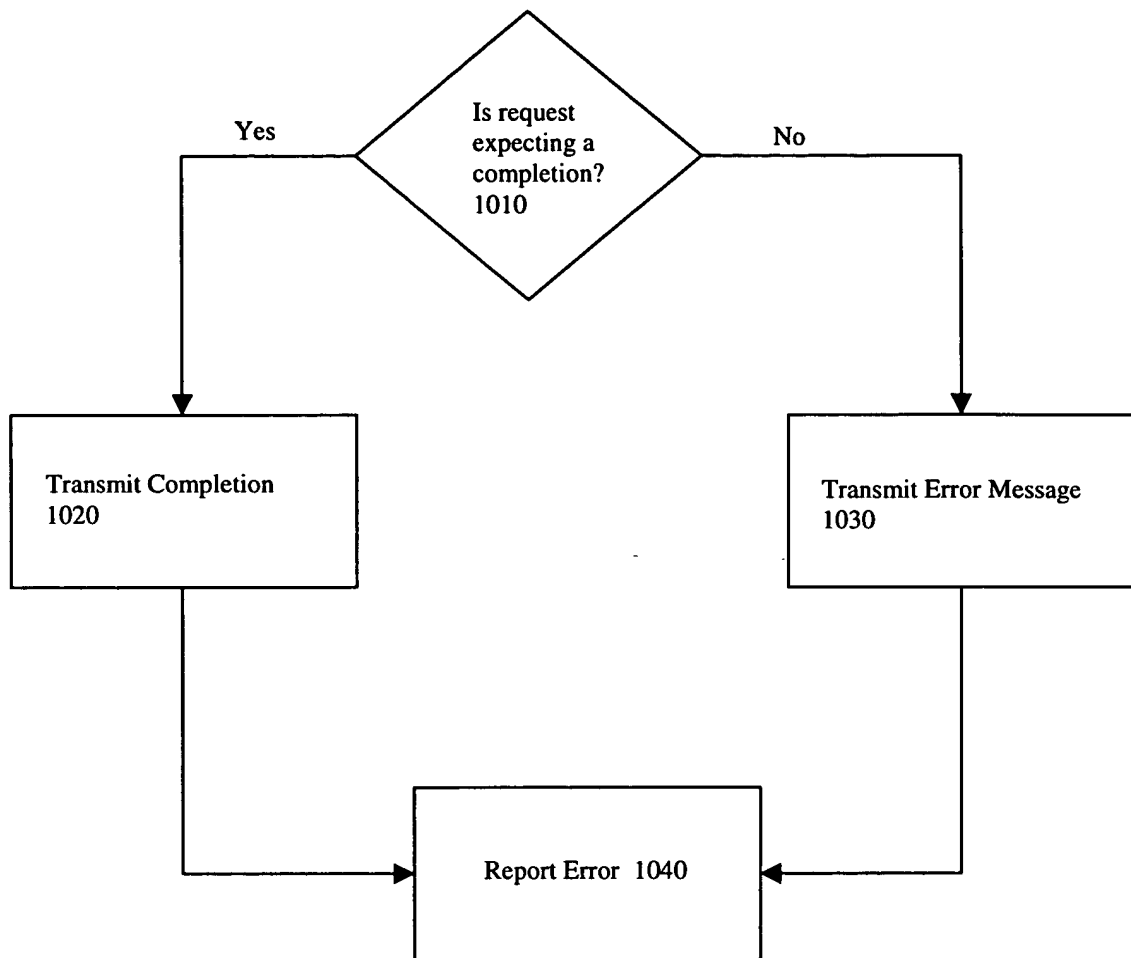 Is request
expecting a
completion?
1010
Yes
No
Transmit Completion
1020
Transmit Error Message
1030
Report Error 1040